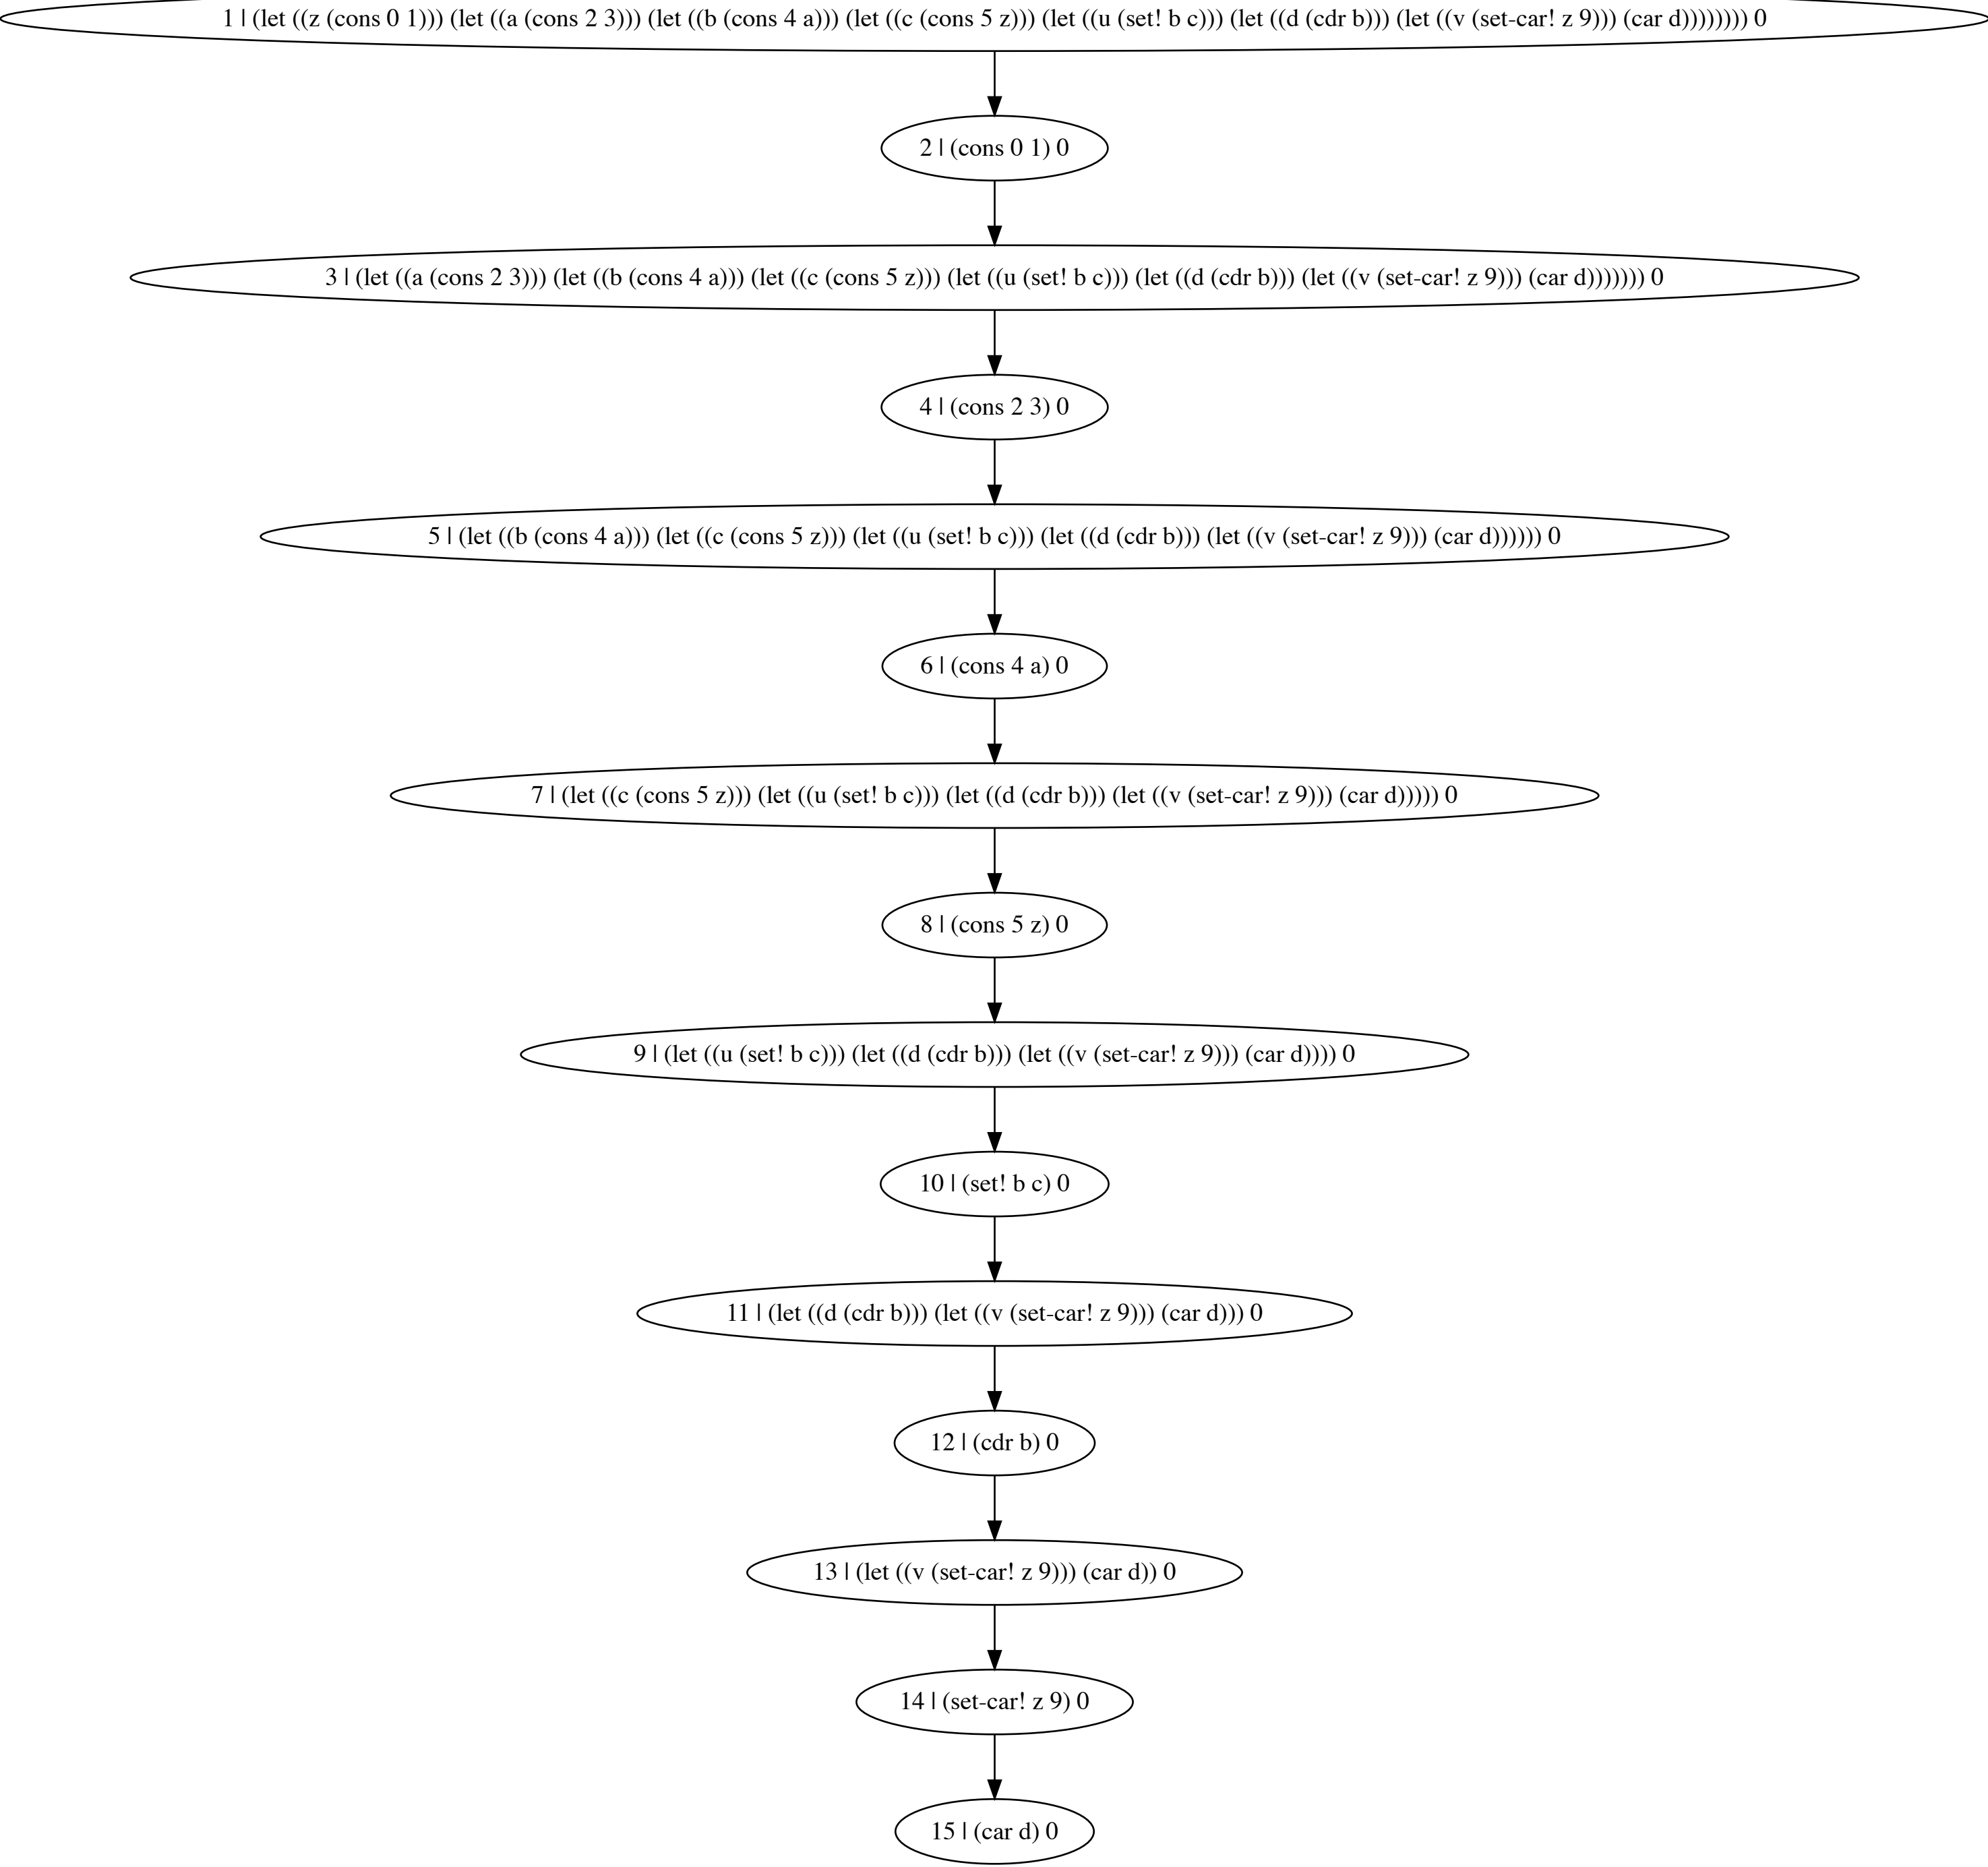 1 | (let ((z (cons 0 1))) (let ((a (cons 2 3))) (let ((b (cons 4 a))) (let ((c (cons 5 z))) (let ((u (set! b c))) (let ((d (cdr b))) (let ((v (set-car! z 9))) (car d)))))))) 0
2 | (cons 0 1) 0
3 | (let ((a (cons 2 3))) (let ((b (cons 4 a))) (let ((c (cons 5 z))) (let ((u (set! b c))) (let ((d (cdr b))) (let ((v (set-car! z 9))) (car d))))))) 0
4 | (cons 2 3) 0
5 | (let ((b (cons 4 a))) (let ((c (cons 5 z))) (let ((u (set! b c))) (let ((d (cdr b))) (let ((v (set-car! z 9))) (car d)))))) 0
6 | (cons 4 a) 0
7 | (let ((c (cons 5 z))) (let ((u (set! b c))) (let ((d (cdr b))) (let ((v (set-car! z 9))) (car d))))) 0
8 | (cons 5 z) 0
9 | (let ((u (set! b c))) (let ((d (cdr b))) (let ((v (set-car! z 9))) (car d)))) 0
10 | (set! b c) 0
11 | (let ((d (cdr b))) (let ((v (set-car! z 9))) (car d))) 0
12 | (cdr b) 0
13 | (let ((v (set-car! z 9))) (car d)) 0
14 | (set-car! z 9) 0
15 | (car d) 0